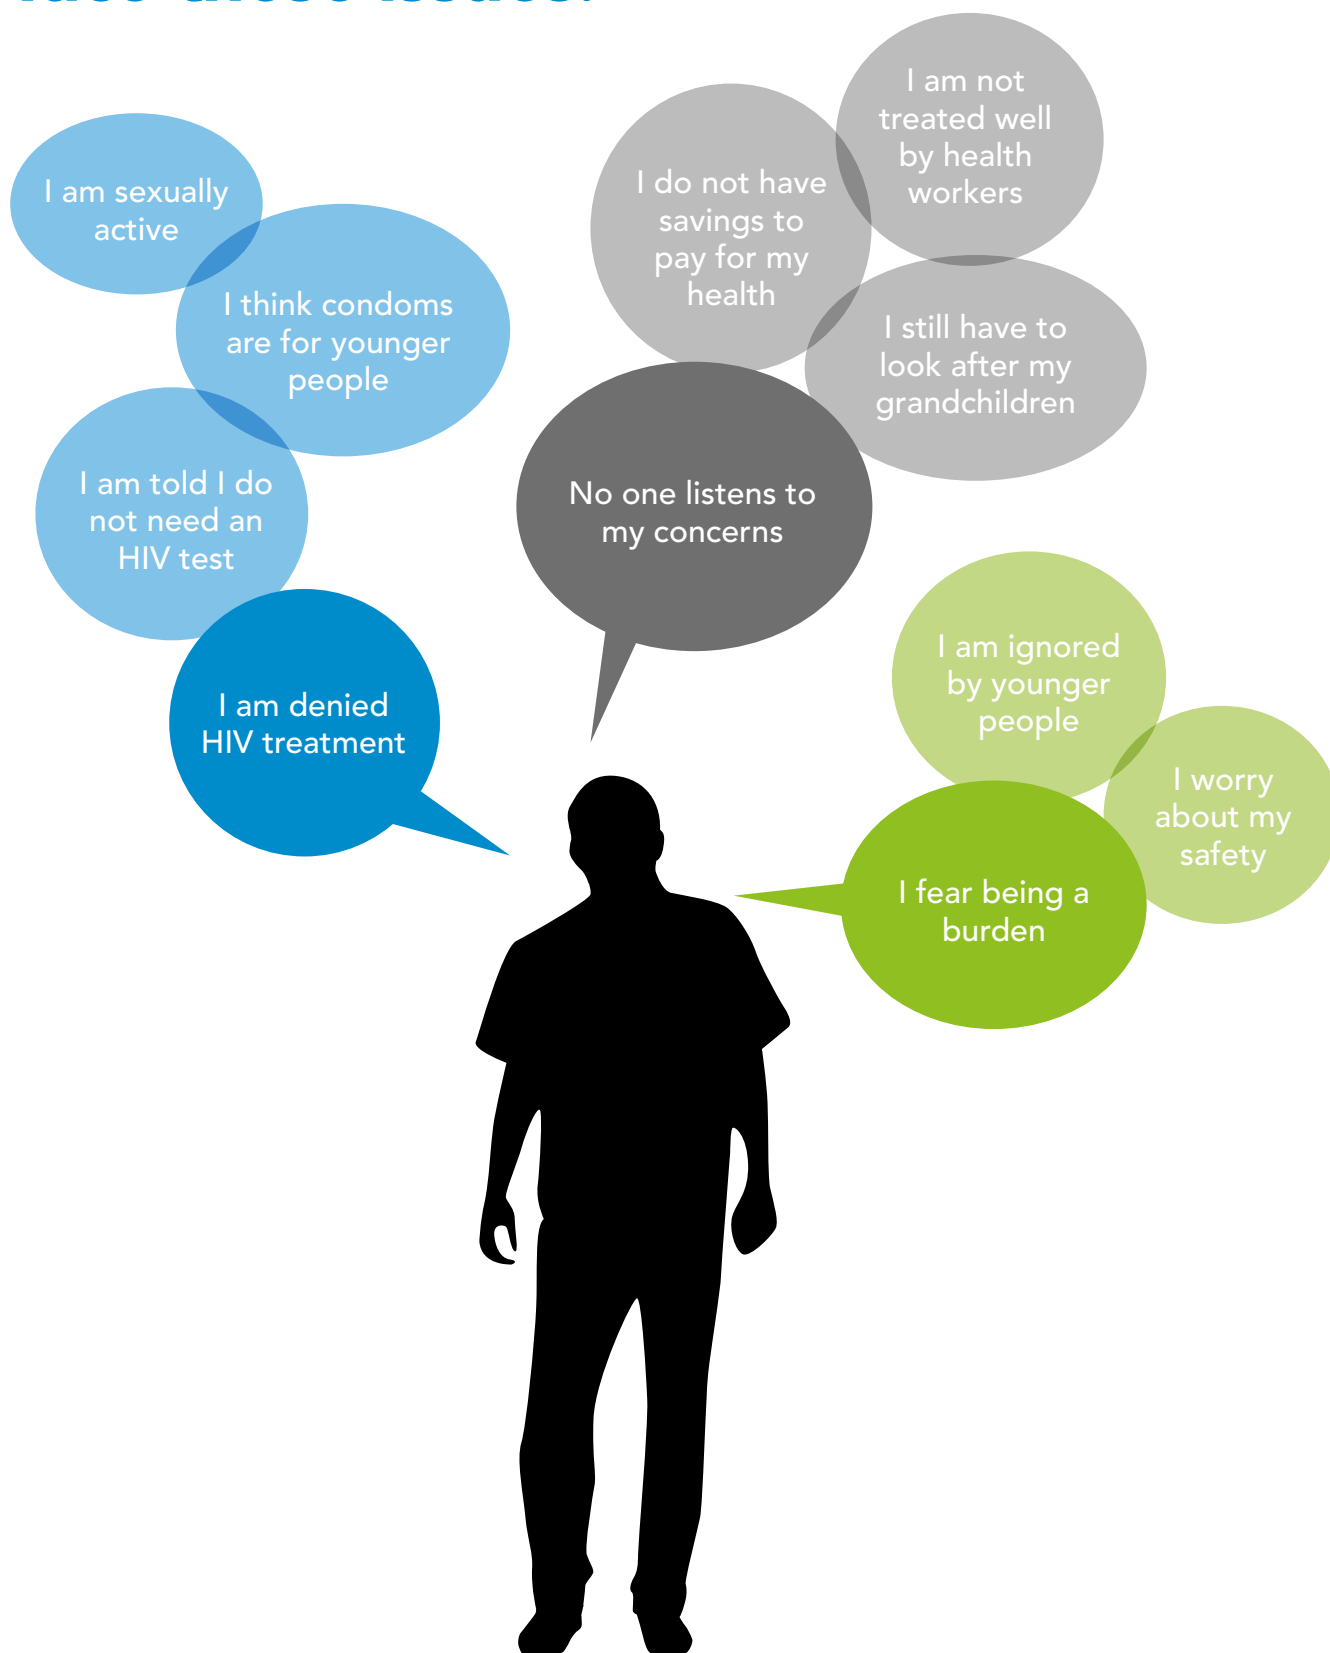 face these issues:
I am sexually
active
I think condoms
are for younger
people
I am told I do
not need an
HIV test
I am denied
HIV treatment
I am not
treated well
by health
workers
I do not have
savings to
pay for my
health
I still have to
look after my
grandchildren
No one listens to
my concerns
I am ignored
by younger
people
I worry
about my
safety
I fear being a
burden